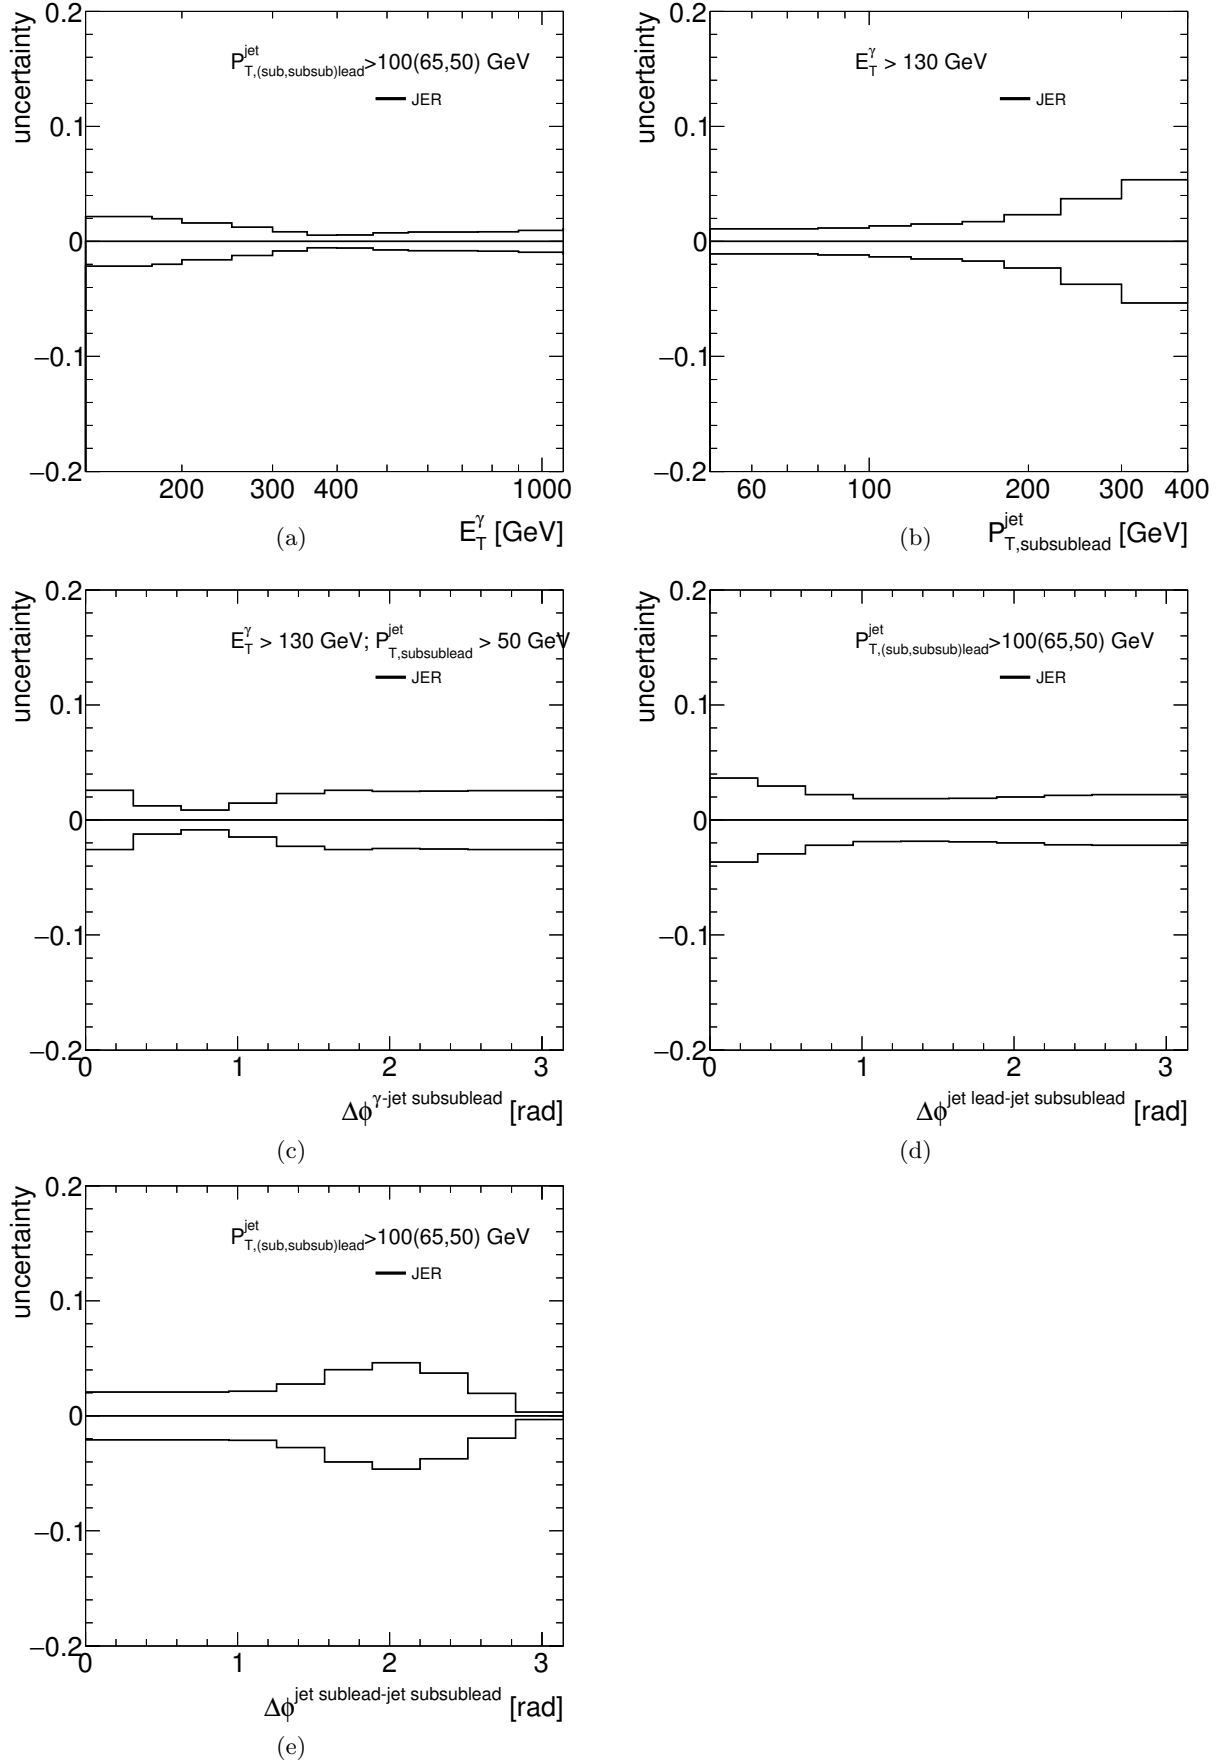 uncertainty
0.2
0.1
0
−0.1
−0.2
P^jet_T,(sub,subsub)lead>100(65,50) GeV
JER
200 300 400 1000
E^γ_T [GeV]
(a)
uncertainty
0.2
0.1
0
−0.1
−0.2
E^γ_T > 130 GeV
JER
60 100 200 300 400
P^jet_T,subsublead [GeV]
(b)
uncertainty
0.2
0.1
0
−0.1
−0.2
E^γ_T > 130 GeV; P^jet_T,subsublead > 50 GeV
JER
0 1 2 3
Δϕ^γ-jet subsublead [rad]
(c)
uncertainty
0.2
0.1
0
−0.1
−0.2
P^jet_T,(sub,subsub)lead>100(65,50) GeV
JER
0 1 2 3
Δϕ^jet lead-jet subsublead [rad]
(d)
uncertainty
0.2
0.1
0
−0.1
−0.2
P^jet_T,(sub,subsub)lead>100(65,50) GeV
JER
0 1 2 3
Δϕ^jet sublead-jet subsublead [rad]
(e)